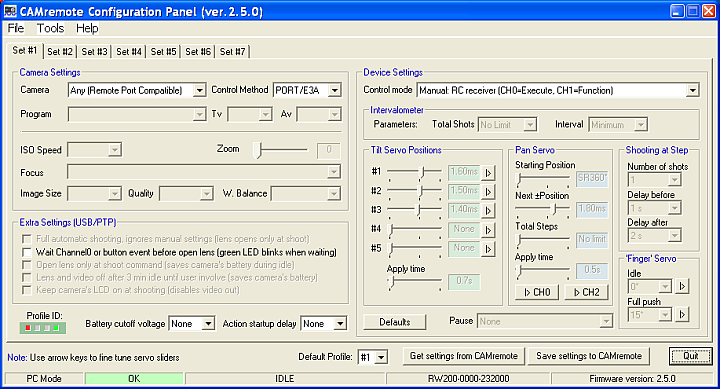 CAMremote Configuration Panel (ver. 2.5.0)
File Tools Help
Set #1 Set #2 Set #3 Set #4 Set #5 Set #6 Set #7
Camera Settings
Camera Any (Remote Port Compatible) Control Method PORT/E3A
Program Tv Av
ISO Speed Zoom 0
Focus
Image Size Quality W. Balance
Extra Settings (USB/PTP)
Full automatic shooting, ignores manual settings (lens opens only at shoot)
Wait Channel0 or button event before open lens (green LED blinks when waiting)
Open lens only at shoot command (saves camera's battery during idle)
Lens and video off after 3 min idle until user involve (saves camera's battery)
Keep camera's LCD on at shooting (disables video out)
Profile ID:
Battery cutoff voltage None Action startup delay None
Device Settings
Control mode Manual: RC receiver (CH0=Execute, CH1=Function)
Intervalometer
Parameters: Total Shots No Limit Interval Minimum
Tilt Servo Positions
#1 1.60ms
#2 1.50ms
#3 1.40ms
#4 None
#5 None
Apply time
0.7s
Pan Servo
Starting Position
SR360°
Next ±Position
1.80ms
Total Steps
No limit
Apply time
0.5s
CH0 CH2
Shooting at Step
Number of shots
1
Delay before
1 s
Delay after
2 s
'Finger' Servo
Idle
0°
Full push
15°
Defaults Pause None
Note: Use arrow keys to fine tune servo sliders
Default Profile: #1 Get settings from CAMremote Save settings to CAMremote Quit
PC Mode OK IDLE RW200-0000-232000 Firmware version: 2.5.0